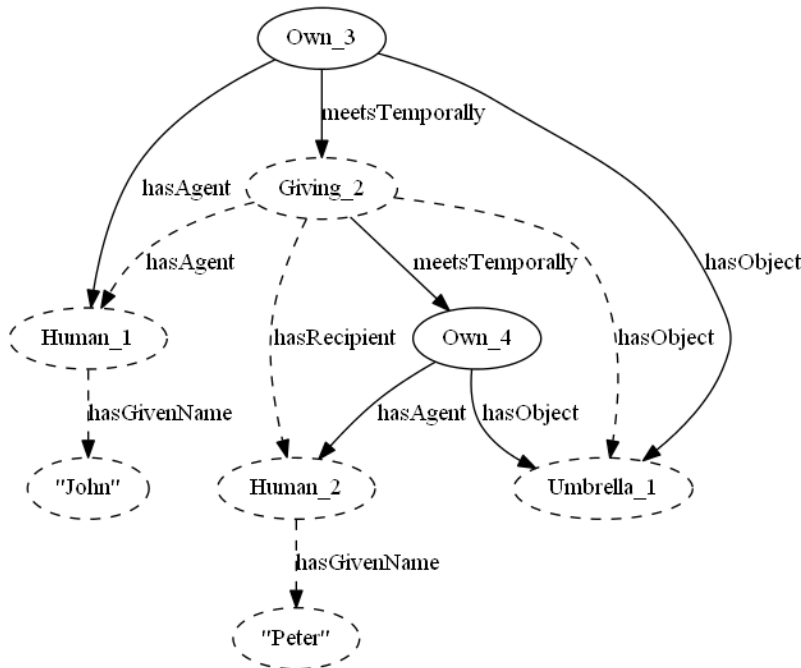 Own_3
meetsTemporally
hasAgent
Giving_2
hasAgent
meetsTemporally
hasObject
Human_1
hasRecipient
Own_4
hasObject
hasGivenName
hasAgent
hasObject
"John"
Human_2
Umbrella_1
hasGivenName
"Peter"